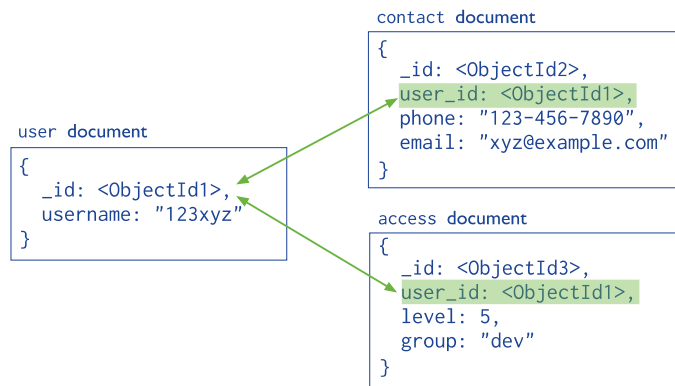 user document
{
_id: <ObjectId1>,
username: "123xyz"
}
contact document
{
_id: <ObjectId2>,
user_id: <ObjectId1>,
phone: "123-456-7890",
email: "xyz@example.com"
}
access document
{
_id: <ObjectId3>,
user_id: <ObjectId1>,
level: 5,
group: "dev"
}